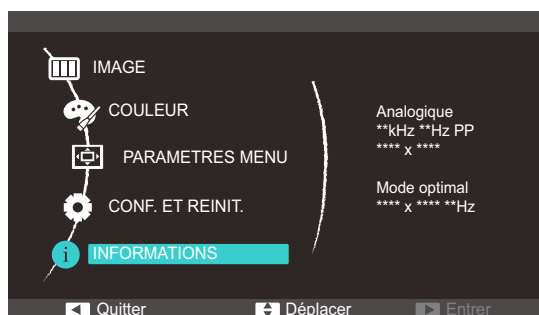 IMAGE
COULEUR
PARAMETRES MENU
CONF. ET REINIT.
i INFORMATIONS
Analogique
**kHz **Hz PP
**** x ****
Mode optimal
**** x **** **Hz
Quitter Déplacer Entrer